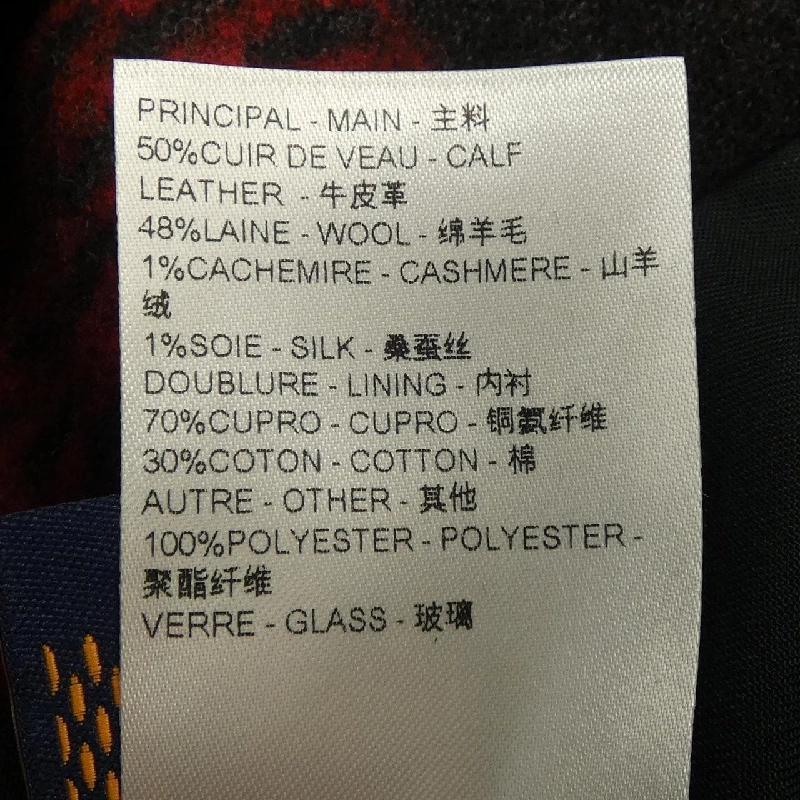 PRINCIPAL - MAIN - 主料
50%CUIR DE VEAU - CALF
LEATHER - 牛皮革
48%LAINE - WOOL - 绵羊毛
1%CACHEMIRE - CASHMERE - 山羊
绒
1%SOIE - SILK - 桑蚕丝
DOUBLURE - LINING - 内衬
70%CUPRO - CUPRO - 铜氨纤维
30%COTON - COTTON - 棉
AUTRE - OTHER - 其他
100%POLYESTER - POLYESTER -
聚酯纤维
VERRE - GLASS - 玻璃